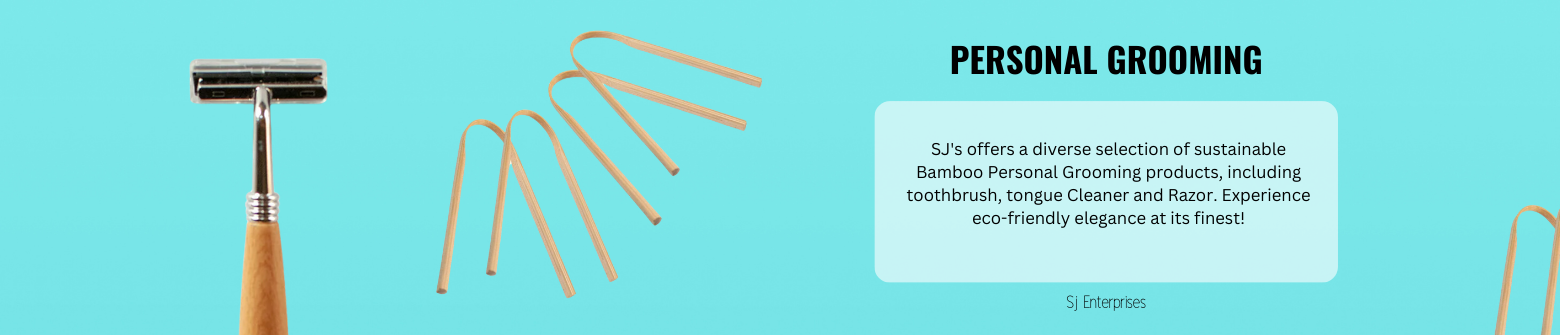 PERSONAL GROOMING
SJ's offers a diverse selection of sustainable
Bamboo Personal Grooming products, including
toothbrush, tongue Cleaner and Razor. Experience
eco-friendly elegance at its finest!
Sj Enterprises